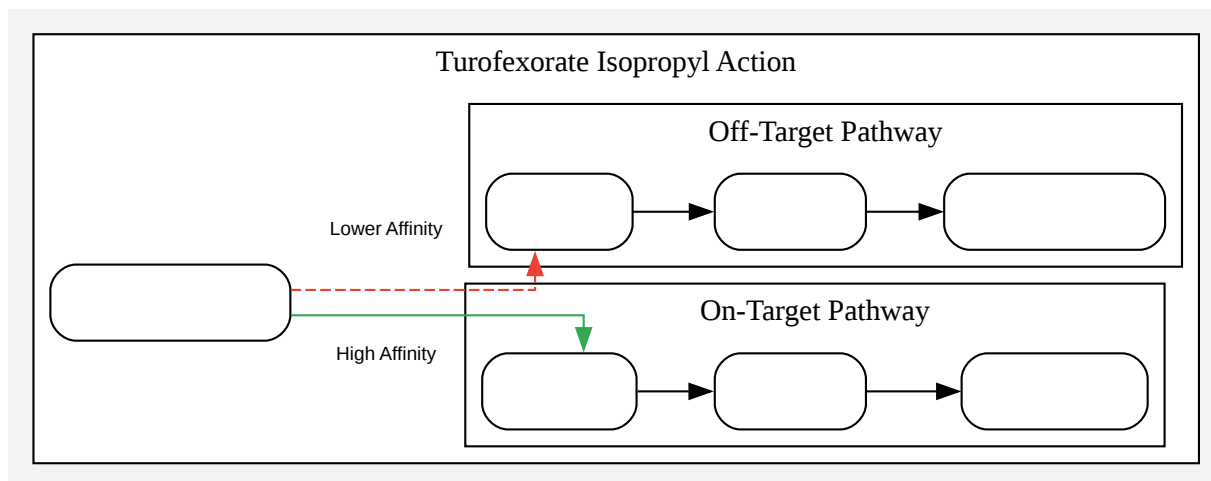 Turofexorate Isopropyl Action
Off-Target Pathway
Lower Affinity
On-Target Pathway
High Affinity